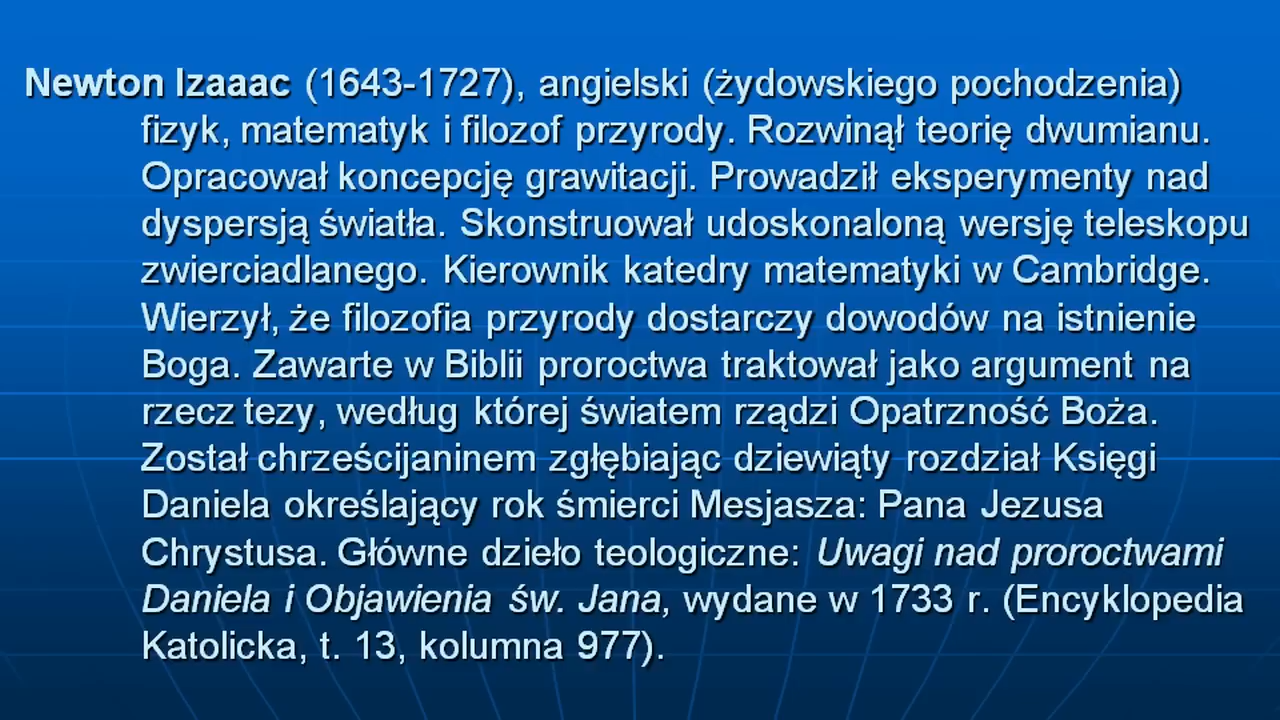 Newton Izaaac (1643-1727), angielski (żydowskiego pochodzenia)
fizyk, matematyk i filozof przyrody. Rozwinął teorię dwumianu.
Opracował koncepcję grawitacji. Prowadził eksperymenty nad
dyspersją światła. Skonstruował udoskonaloną wersję teleskopu
zwierciadlanego. Kierownik katedry matematyki w Cambridge.
Wierzył, że filozofia przyrody dostarczy dowodów na istnienie
Boga. Zawarte w Biblii proroctwa traktował jako argument na
rzecz tezy, według której światem rządzi Opatrzność Boża.
Został chrześcijaninem zgłębiając dziewiąty rozdział Księgi
Daniela określający rok śmierci Mesjasza: Pana Jezusa
Chrystusa. Główne dzieło teologiczne: Uwagi nad proroctwami
Daniela i Objawienia św. Jana, wydane w 1733 r. (Encyklopedia
Katolicka, t. 13, kolumna 977).